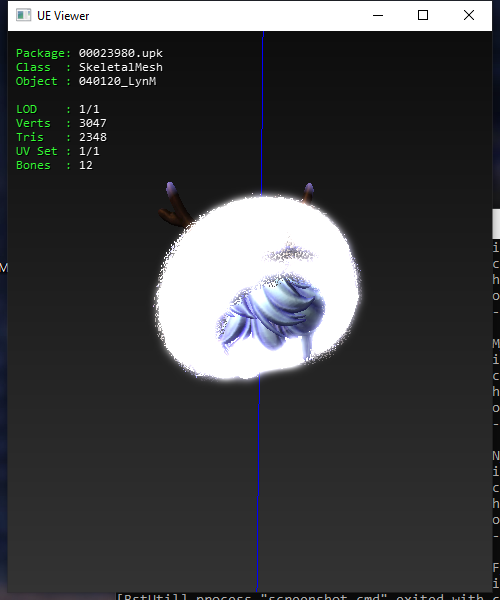 UE Viewer
Package: 00023980.upk
Class : SkeletalMesh
Object : 040120_LynM
LOD : 1/1
Verts : 3047
Tris : 2348
UV Set : 1/1
Bones : 12
M
i
c
h
o
-
M
i
c
h
o
-
N
i
c
h
o
-
F
i
[BstUtil] process "screenshot.cmd" exited with c